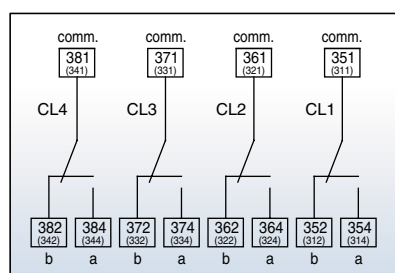 comm. comm. comm. comm.
381 371 361 351
(341) (331) (321) (311)
CL4 CL3 CL2 CL1
382 384 372 374 362 364 352 354
(342) (344) (332) (334) (322) (324) (312) (314)
b a b a b a b a